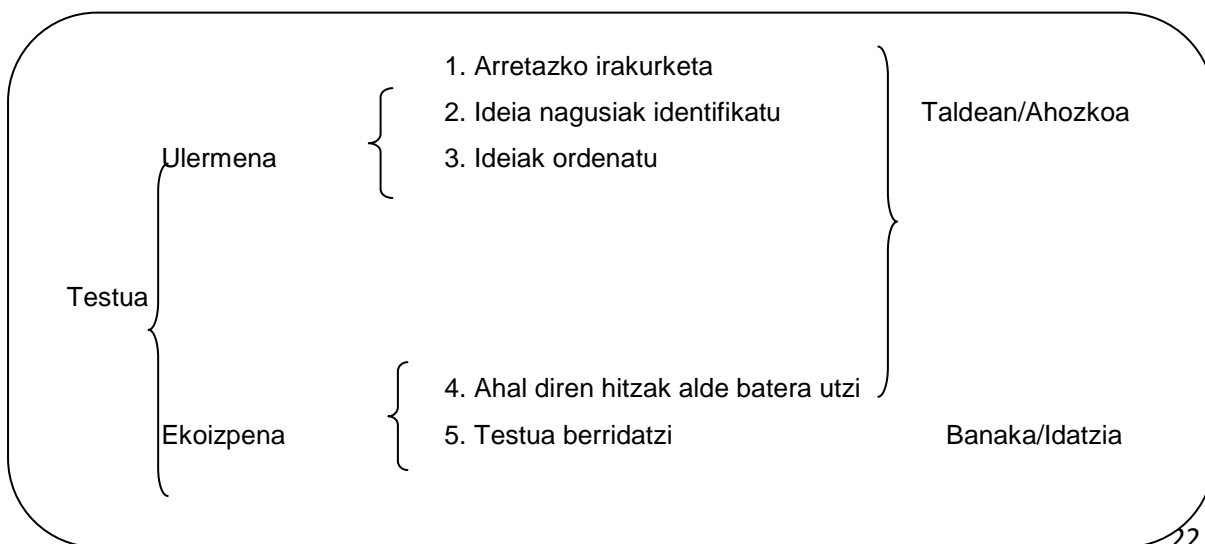 1. Arretazko irakurketa
2. Ideia nagusiak identifikatu Taldean/Ahozkoa
Ulermena 3. Ideiak ordenatu
Testua
4. Ahal diren hitzak alde batera utzi
Ekoizpena 5. Testua berridatzi Banaka/Idatzia
22